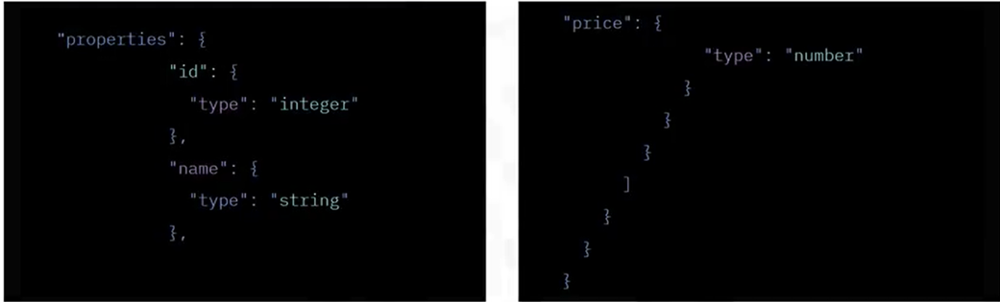 "properties": {
"id": {
"type": "integer"
},
"name": {
"type": "string"
},
"price": {
"type": "number"
}
}
}
]
}
}
}